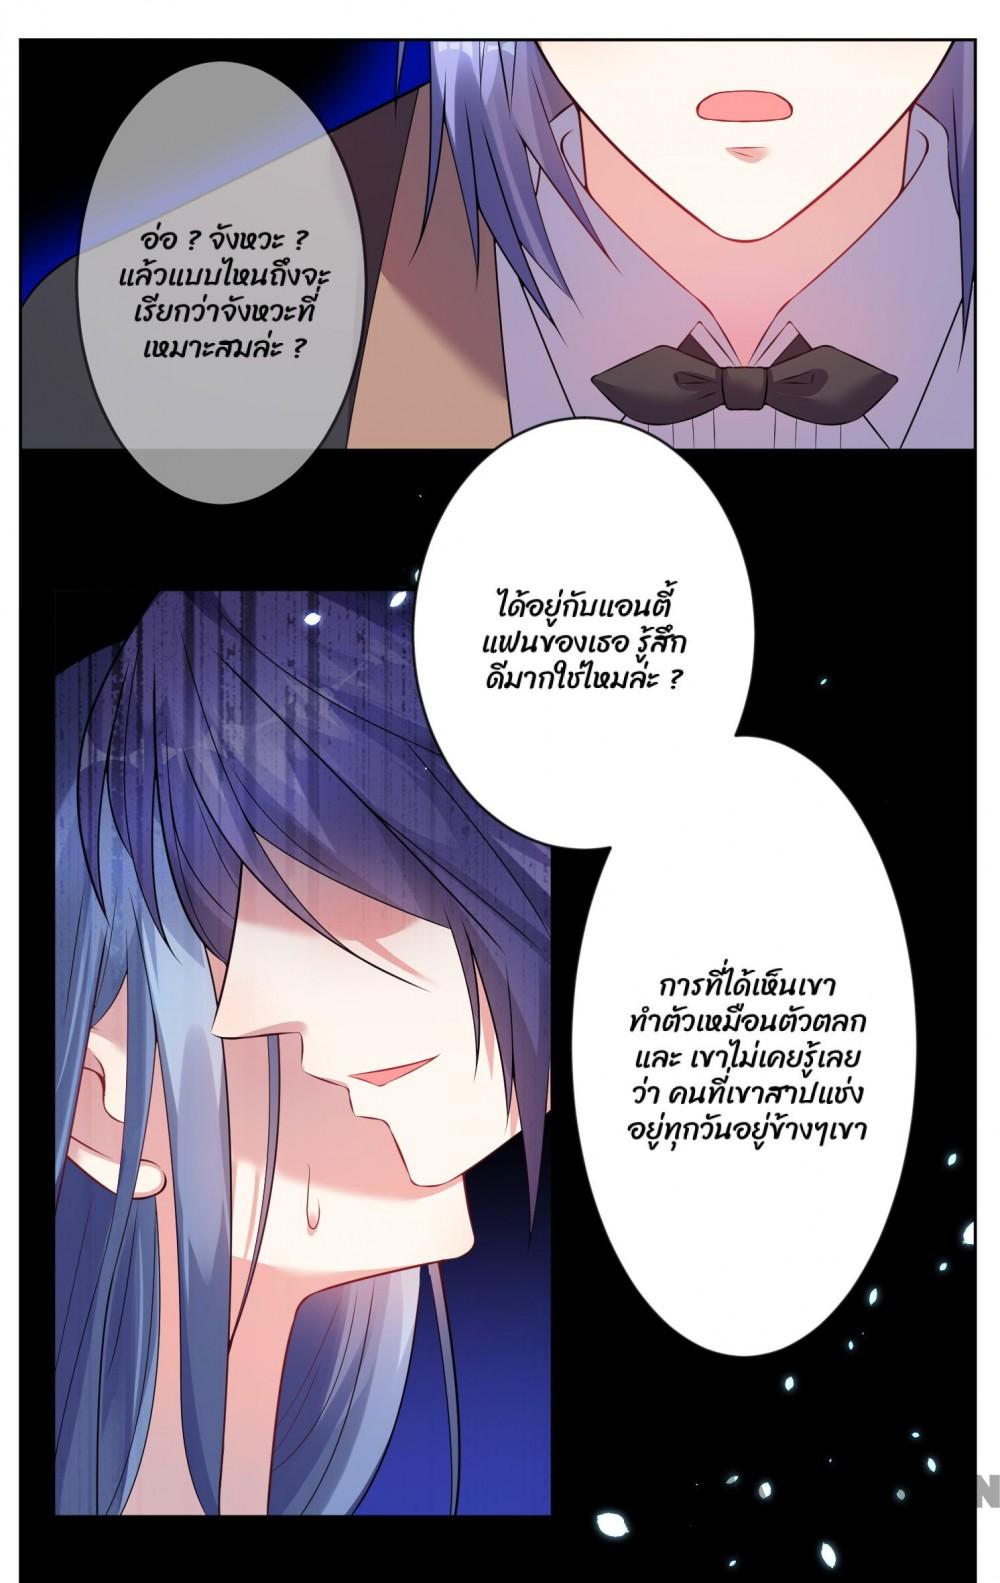 อ๋อ ? จังหวะ ?
แล้วแบบไหนถึงจะ
เรียกว่าจังหวะที่
เหมาะสมล่ะ ?
ได้อยู่กับแอนตี้
แฟนของเธอ รู้สึก
ดีมากใช่ไหมล่ะ ?
การที่ได้เห็นเขา
ทำตัวเหมือนตัวตลก
และ เขาไม่เคยรู้เลย
ว่า คนที่เขาสาปแช่ง
อยู่ทุกวันอยู่ข้างๆเขา
N